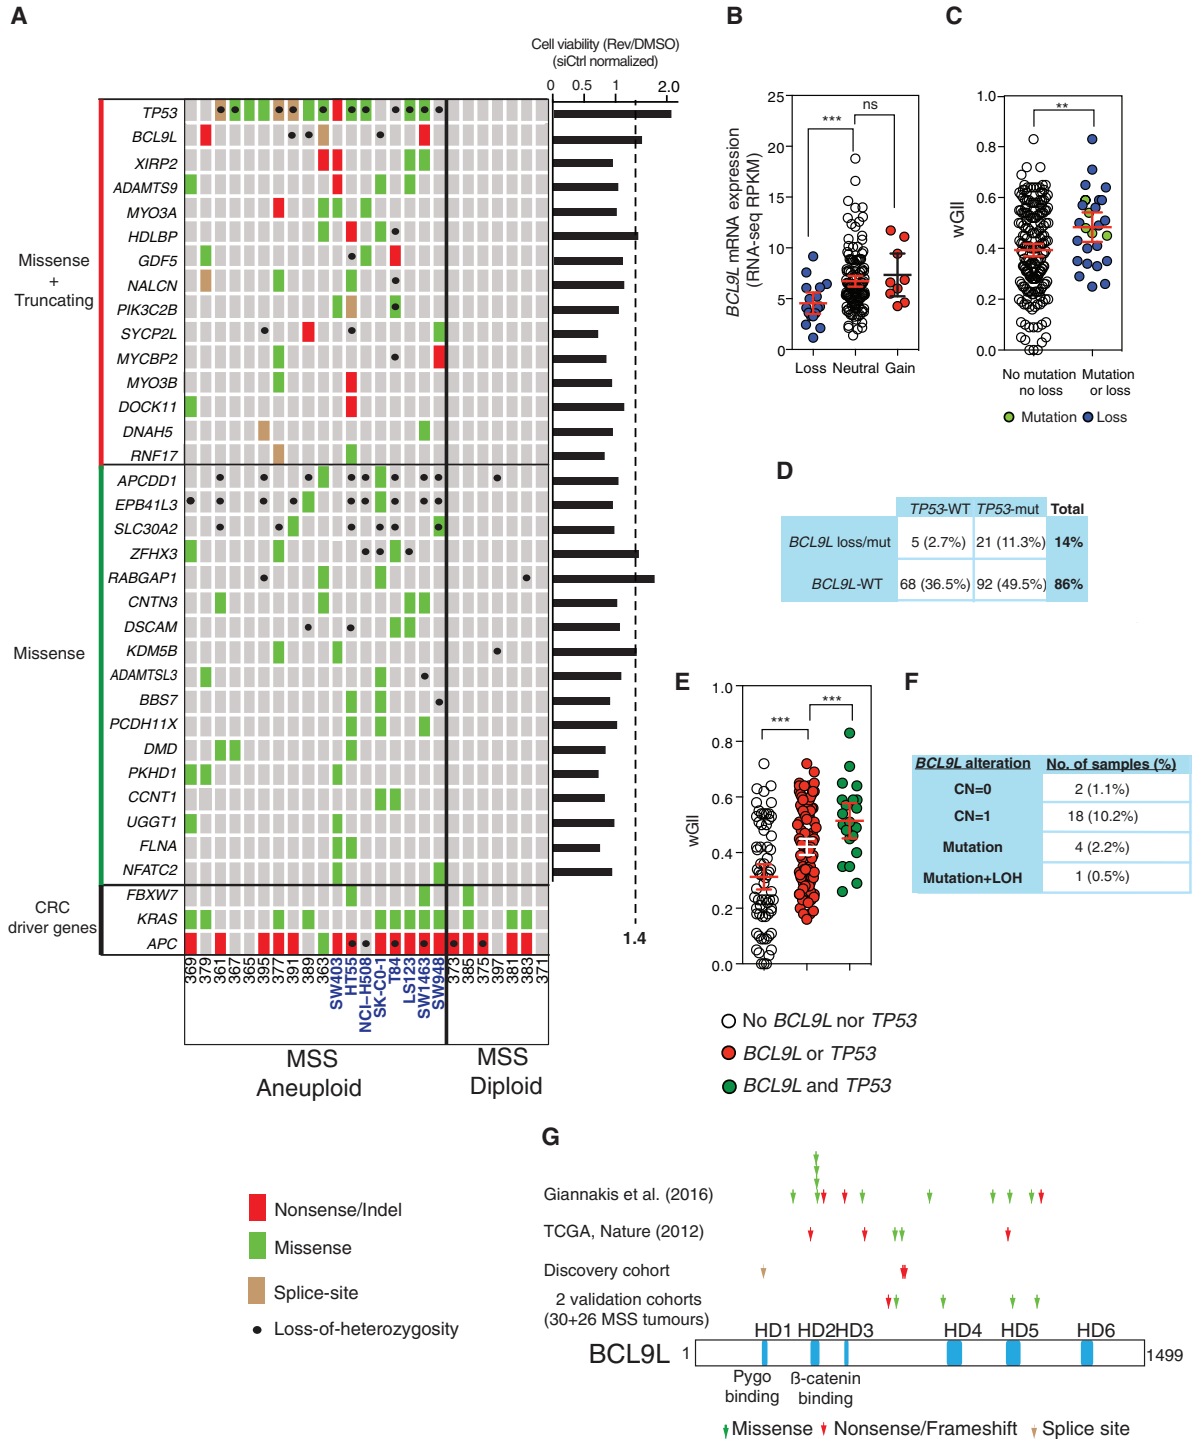 A
Cell viability (Rev/DMSO)
(siCtrl normalized)
0 0.5 1 2.0
Missense
+
Truncating
TP53
BCL9L
XIRP2
ADAMTS9
MYO3A
HDLBP
GDF5
NALCN
PIK3C2B
SYCP2L
MYCBP2
MYO3B
DOCK11
DNAH5
RNF17
Missense
APCDD1
EPB41L3
SLC30A2
ZFHX3
RABGAP1
CNTN3
DSCAM
KDM5B
ADAMTSL3
BBS7
PCDH11X
DMD
PKHD1
CCNT1
UGGT1
FLNA
NFATC2
CRC
driver genes
FBXW7
KRAS
APC
1.4
369 379 361 367 365 395 377 391 389 363 SW403 HT55 NCI–H508 SK-C0-1 T84 LS123 SW1463 SW948 373 385 375 397 381 383 371
MSS
Aneuploid
MSS
Diploid
Nonsense/Indel
Missense
Splice-site
Loss-of-heterozygosity
B
BCL9L mRNA expression
(RNA-seq RPKM)
25
20
15
10
5
0
***
ns
Loss Neutral Gain
C
wGII
1.0
0.8
0.6
0.4
0.2
0.0
**
No mutation
no loss
Mutation
or loss
Mutation Loss
D
TP53-WT TP53-mut Total
BCL9L loss/mut 5 (2.7%) 21 (11.3%) 14%
BCL9L-WT 68 (36.5%) 92 (49.5%) 86%
E
wGII
1.0
0.8
0.6
0.4
0.2
0.0
***
***
No BCL9L nor TP53
BCL9L or TP53
BCL9L and TP53
F
BCL9L alteration No. of samples (%)
CN=0 2 (1.1%)
CN=1 18 (10.2%)
Mutation 4 (2.2%)
Mutation+LOH 1 (0.5%)
G
Giannakis et al. (2016)
TCGA, Nature (2012)
Discovery cohort
2 validation cohorts
(30+26 MSS tumours)
HD1 HD2 HD3 HD4 HD5 HD6
BCL9L 1 1499
Pygo
binding
ß-catenin
binding
Missense Nonsense/Frameshift Splice site